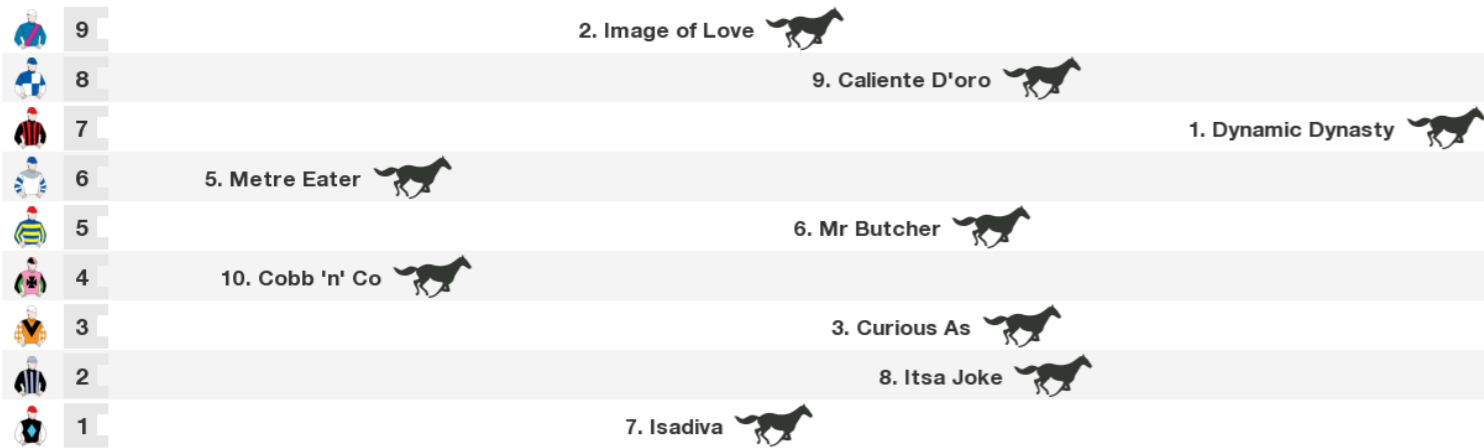 9 2. Image of Love
8 9. Caliente D'oro
7 1. Dynamic Dynasty
6 5. Metre Eater
5 6. Mr Butcher
4 10. Cobb 'n' Co
3 3. Curious As
2 8. Itsa Joke
1 7. Isadiva